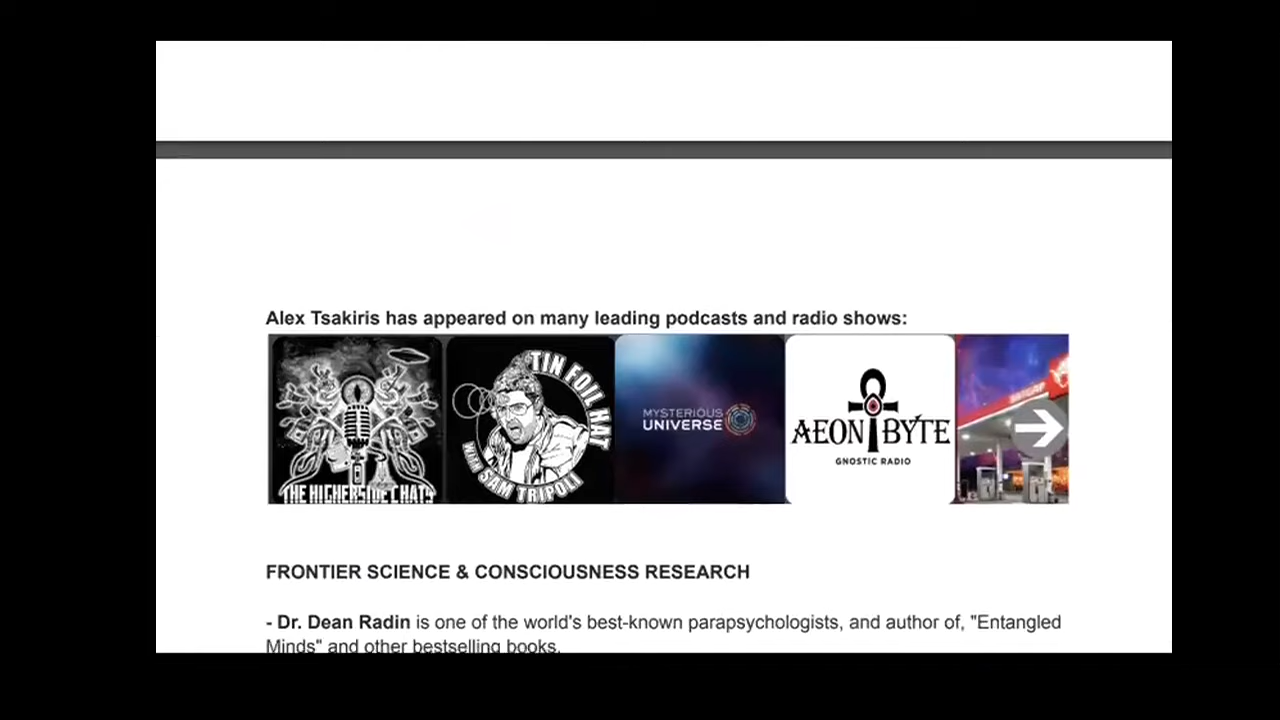 Alex Tsakiris has appeared on many leading podcasts and radio shows:
THE HIGHERSIDE CHATS
TIN FOIL HAT
WITH SAM TRIPOLI
MYSTERIOUS
UNIVERSE
AEON BYTE
GNOSTIC RADIO
FRONTIER SCIENCE & CONSCIOUSNESS RESEARCH
- Dr. Dean Radin is one of the world's best-known parapsychologists, and author of, "Entangled
Minds" and other bestselling books.